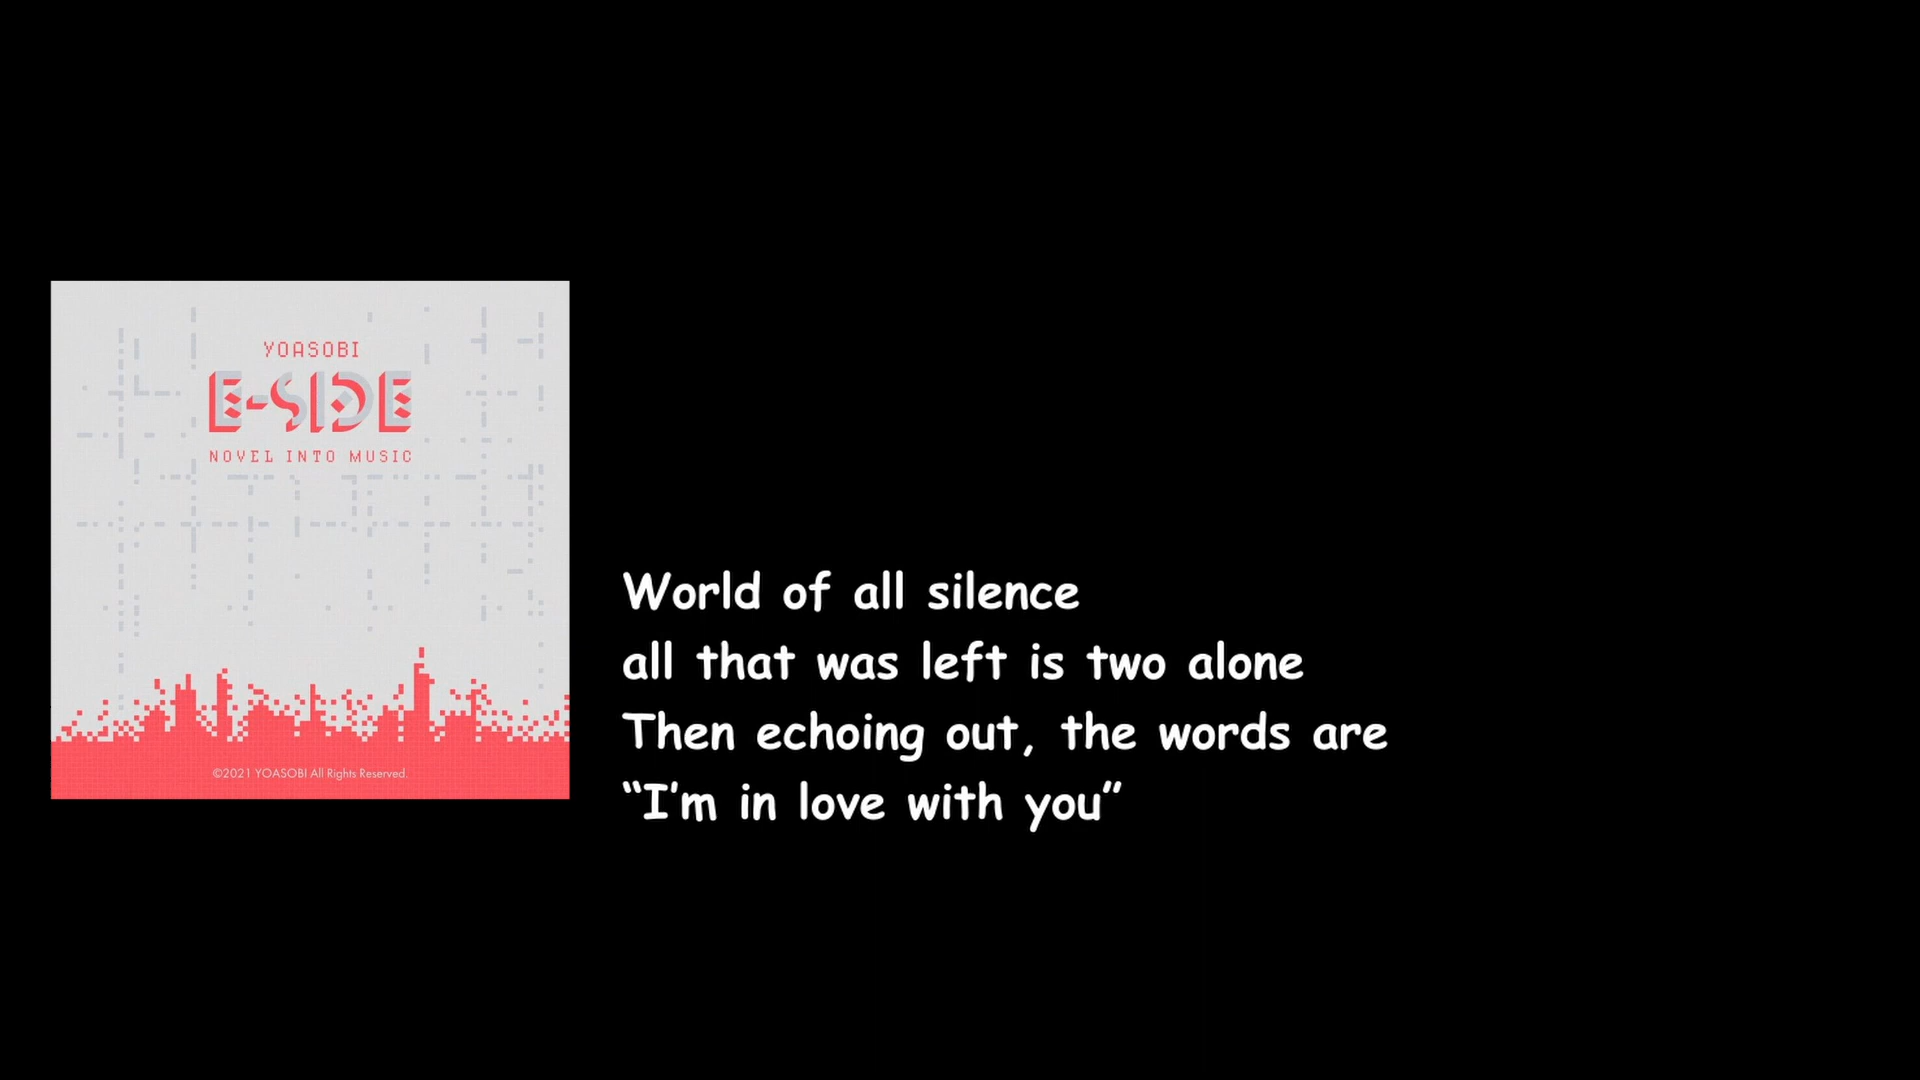 YOASOBI
E-SIDE
NOVEL INTO MUSIC
©2021 YOASOBI All Rights Reserved.
World of all silence
all that was left is two alone
Then echoing out, the words are
“I’m in love with you”